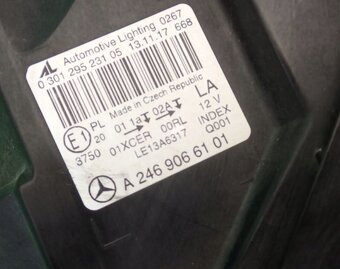 AL Automotive Lighting 0267
0 301 295 231 05 13.11.17 668
Made in Czech Republic
E1 PL 01 1a 02A LA
20 12 V
3750 01XCER 00RL INDEX
LE13A6317 Q001
A 246 906 61 01